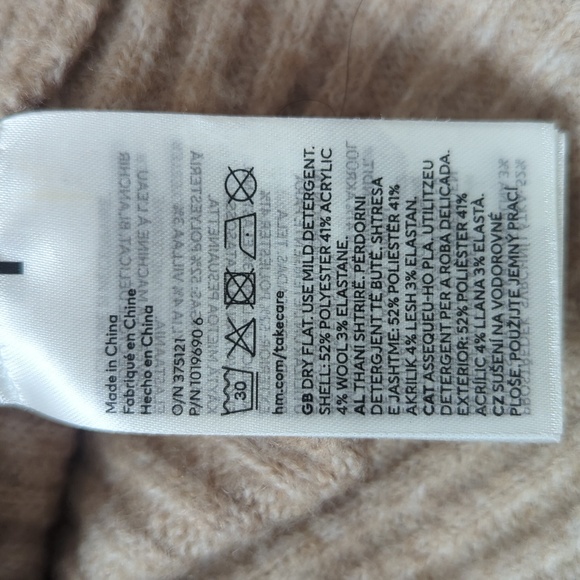 Made in China
Fabriqué en Chine
Hecho en China
O/N 375121
P/N 1019690 6
30
hm.com/takecare
GB DRY FLAT. USE MILD DETERGENT.
SHELL: 52% POLYESTER 41% ACRYLIC
4% WOOL 3% ELASTANE.
AL THANI SHTRIRË. PËRDORNI
DETERGJENT TË BUTË. SHTRESA
E JASHTME: 52% POLIESTËR 41%
AKRILIK 4% LESH 3% ELASTAN.
CAT ASSEQUEU-HO PLA. UTILITZEU
DETERGENT PER A ROBA DELICADA.
EXTERIOR: 52% POLIÈSTER 41%
ACRÍLIC 4% LLANA 3% ELASTÀ.
CZ SUŠENÍ NA VODOROVNÉ
PLOŠE, POUŽIJTE JEMNÝ PRACÍ